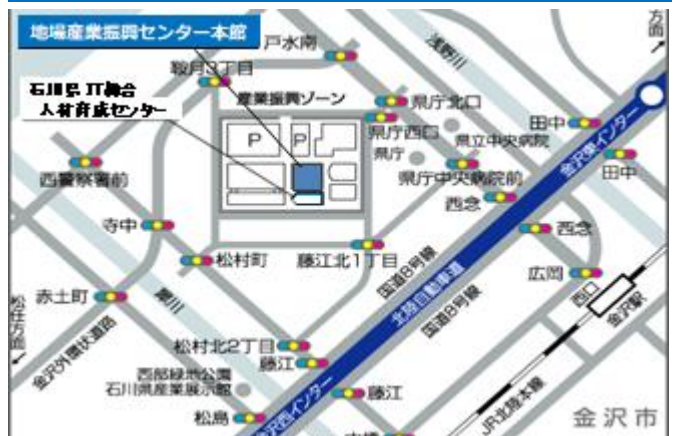 地場産業振興センター本館
戸水南
浅野川
方面
鞍月3丁目
石川県IT総合
人材育成センター
産業振興ゾーン
県庁北口
県庁西口
県庁
県立中央病院
県庁中央病院前
田中
金沢東インター
田中
P
P
西警察署前
西念
西念
寺中
松村町
藤江北1丁目
国道8号線
北陸自動車道
国道8号線
広岡
西口
金沢駅
赤土町
犀川
松任方面
金沢外環状道路
松村北2丁目
藤江
西部緑地公園
石川県産業展示館
藤江
松島
金沢西インター
JR北陸本線
金沢市